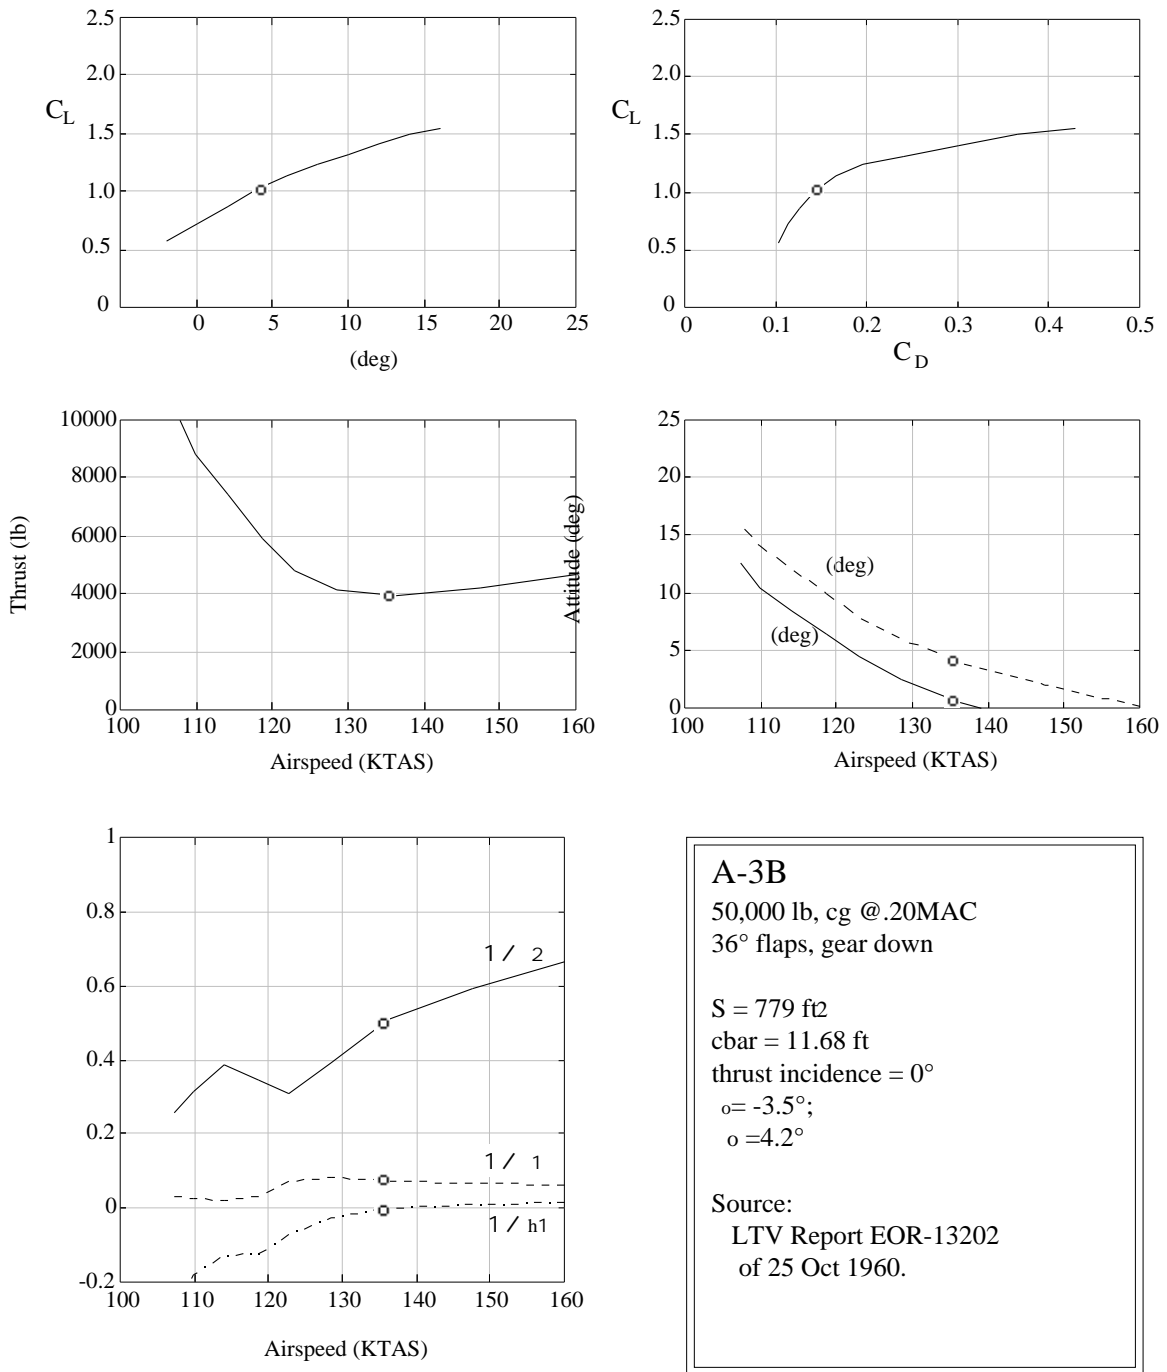 2.5
2.0
C L
1.5
1.0
0.5
0
0 5 10 15 20 25
(deg)
2.5
2.0
C L
1.5
1.0
0.5
0
0 0.1 0.2 0.3 0.4 0.5
C D
10000
8000
6000
4000
2000
0
Thrust (lb)
100 110 120 130 140 150 160
Airspeed (KTAS)
25
20
15
10
5
0
Attitude (deg)
(deg)
(deg)
100 110 120 130 140 150 160
Airspeed (KTAS)
1
0.8
0.6
0.4
0.2
0
-0.2
1 / 2
1 / 1
1 / h1
100 110 120 130 140 150 160
Airspeed (KTAS)
A-3B
50,000 lb, cg @.20MAC
36° flaps, gear down
S = 779 ft2
cbar = 11.68 ft
thrust incidence = 0°
o= -3.5°;
o =4.2°
Source:
LTV Report EOR-13202
of 25 Oct 1960.